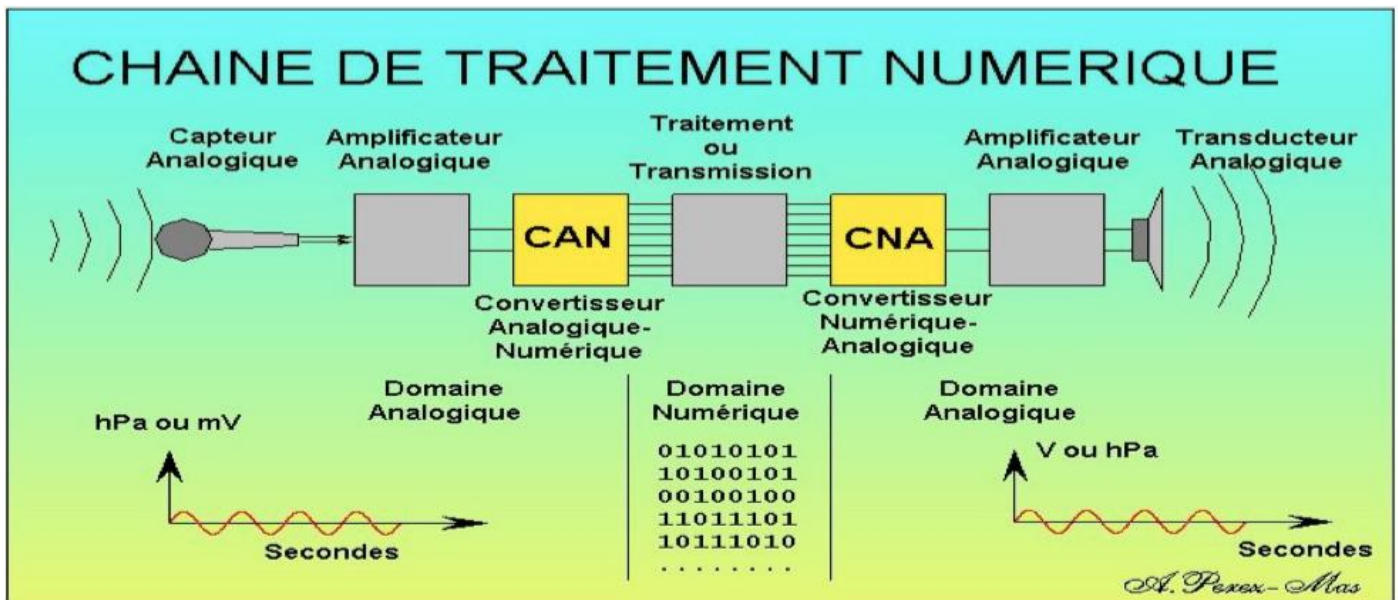 CHAINE DE TRAITEMENT NUMERIQUE
Capteur
Analogique
Amplificateur
Analogique
Traitement
ou
Transmission
Amplificateur
Analogique
Transducteur
Analogique
CAN
CNA
Convertisseur
Analogique-
Numérique
Convertisseur
Numérique-
Analogique
Domaine
Analogique
Domaine
Numérique
Domaine
Analogique
hPa ou mV
Secondes
01010101
10100101
00100100
11011101
10111010
. . . . . . . .
V ou hPa
Secondes
A. Perez-Mas